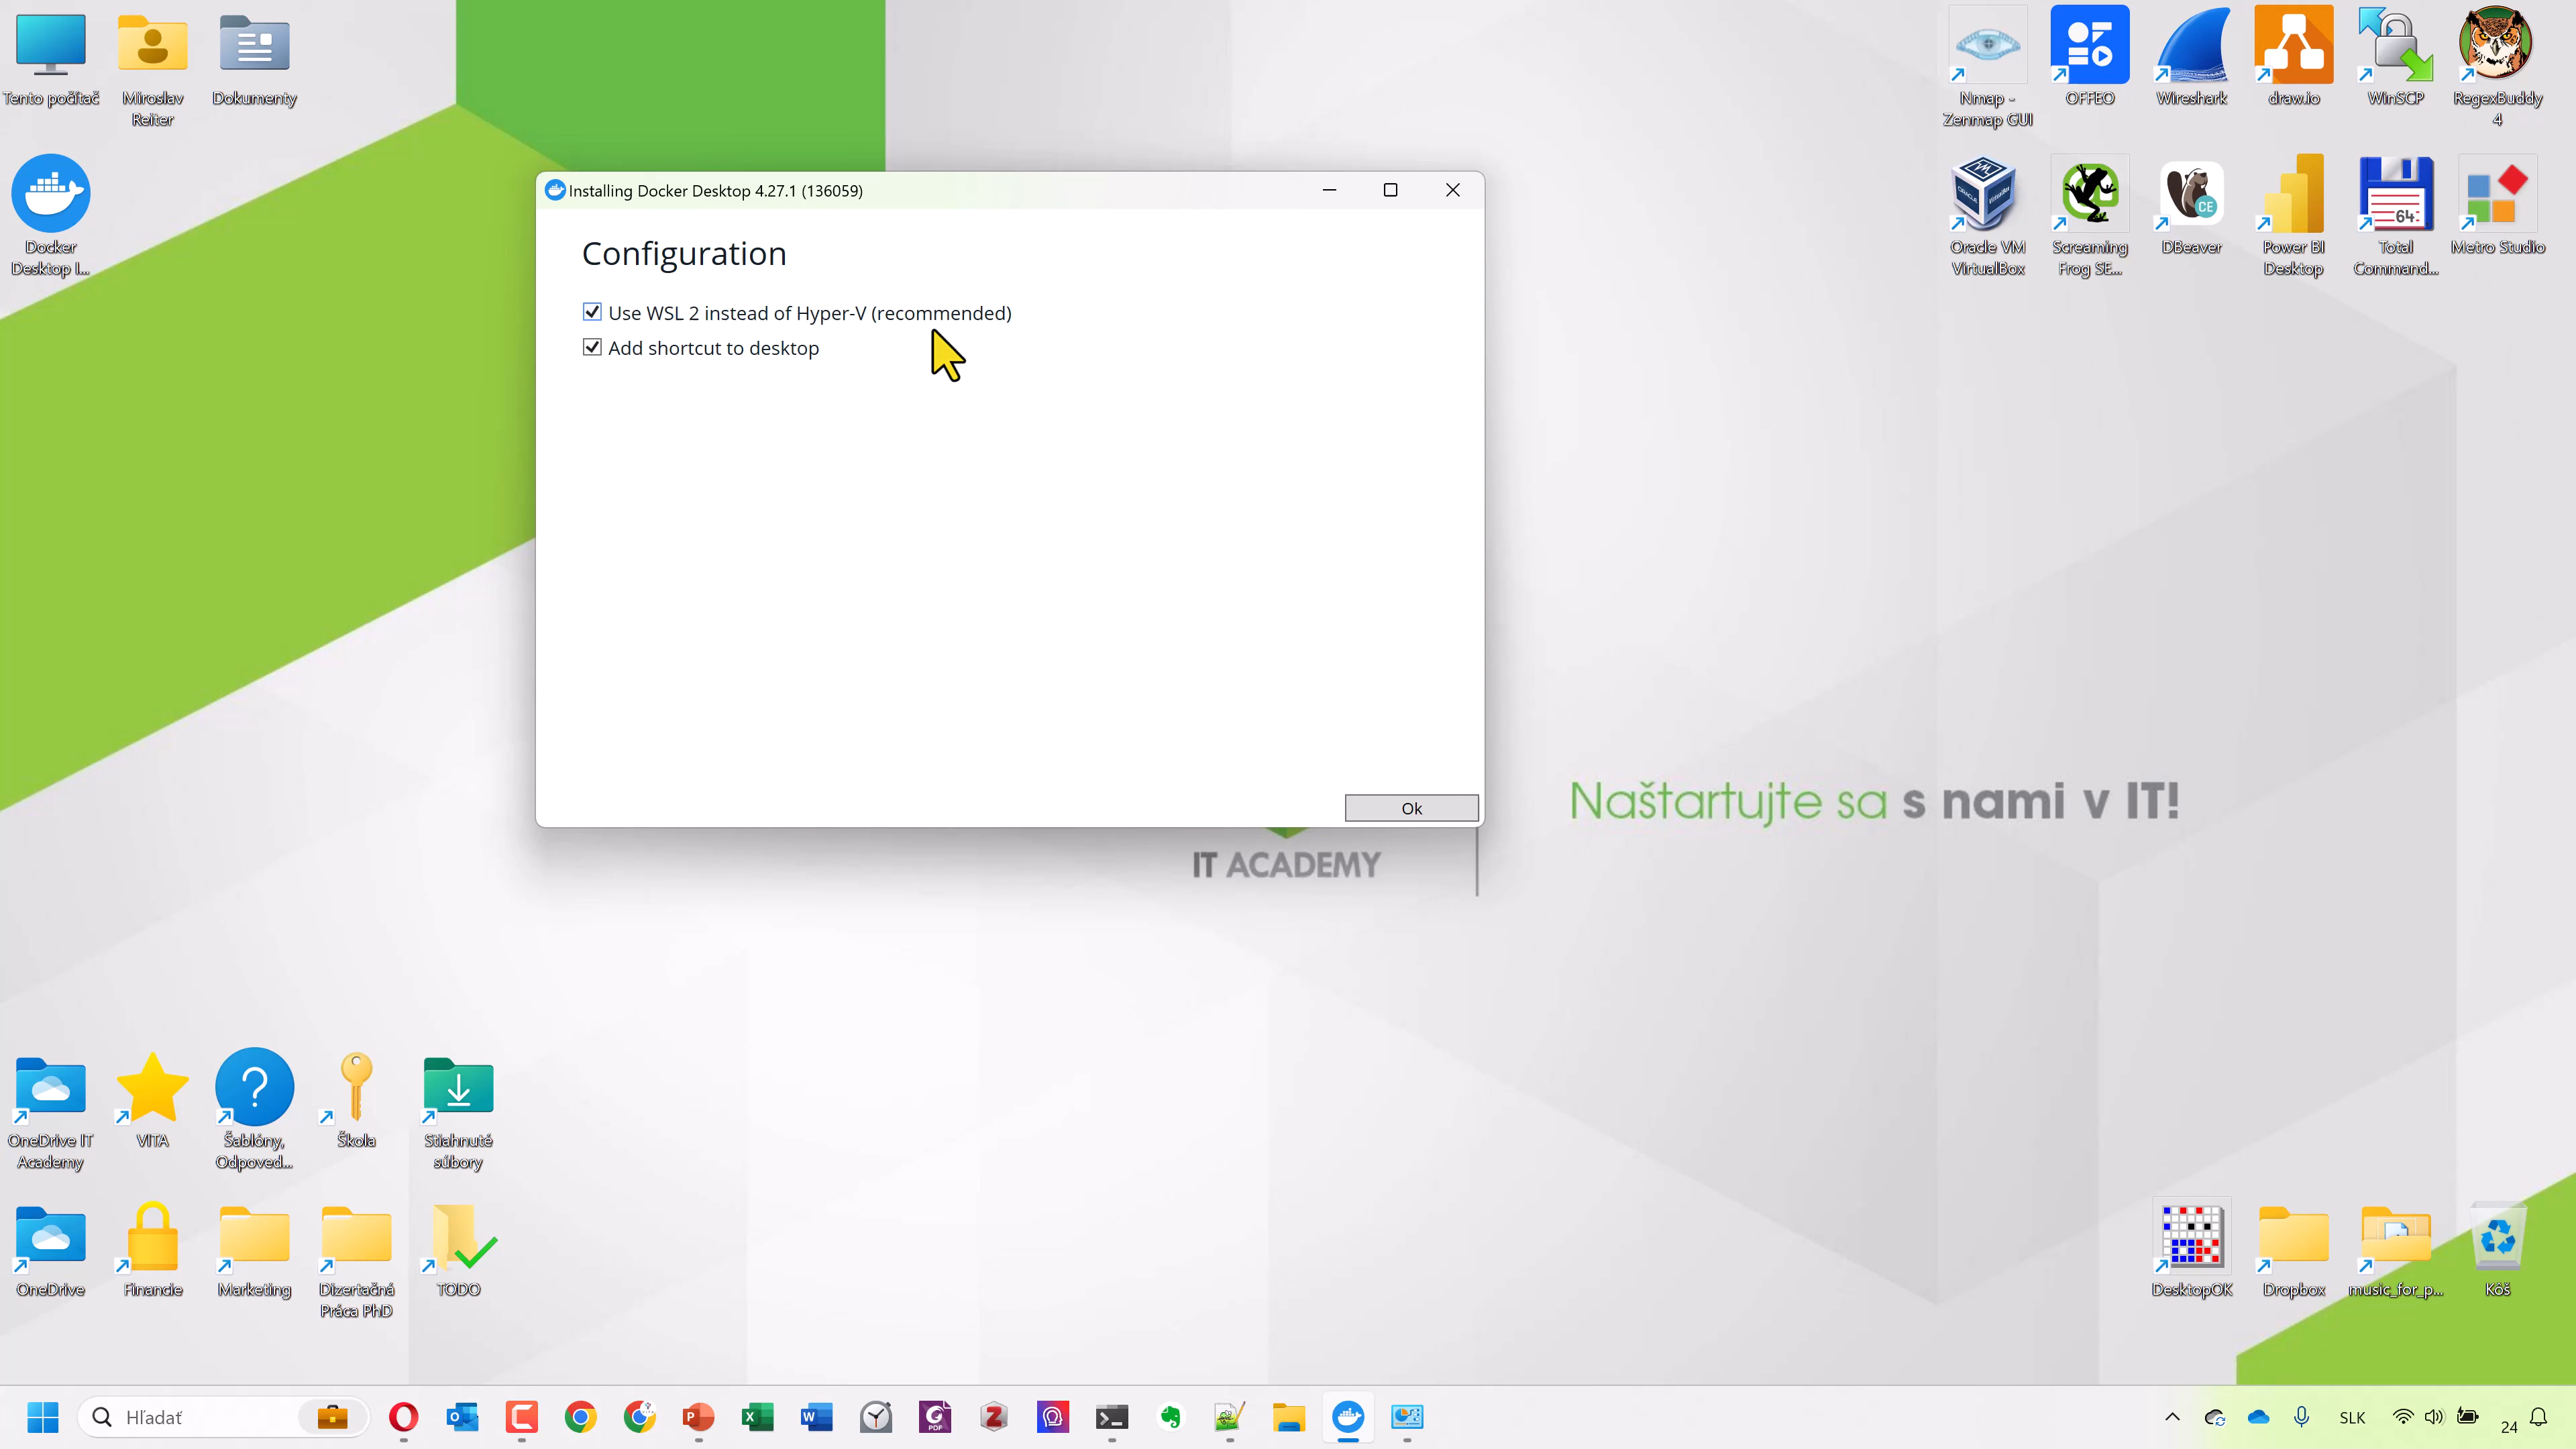 Tento počítač
Miroslav
Reiter
Dokumenty
Nmap -
Zenmap GUI
OFFEO
Wireshark
draw.io
WinSCP
RegexBuddy
4
Docker
Desktop I...
Oracle VM
VirtualBox
Screaming
Frog SE...
DBeaver
Power BI
Desktop
Total
Command...
Metro Studio
Installing Docker Desktop 4.27.1 (136059)
Configuration
Use WSL 2 instead of Hyper-V (recommended)
Add shortcut to desktop
Ok
Naštartujte sa s nami v IT!
IT ACADEMY
OneDrive IT
Academy
VITA
Šablóny,
Odpoved...
Škola
Stiahnuté
súbory
OneDrive
Financie
Marketing
Dizertačná
Práca PhD
TODO
DesktopOK
Dropbox
music_for_p...
Kôš
Hľadať
SLK
24